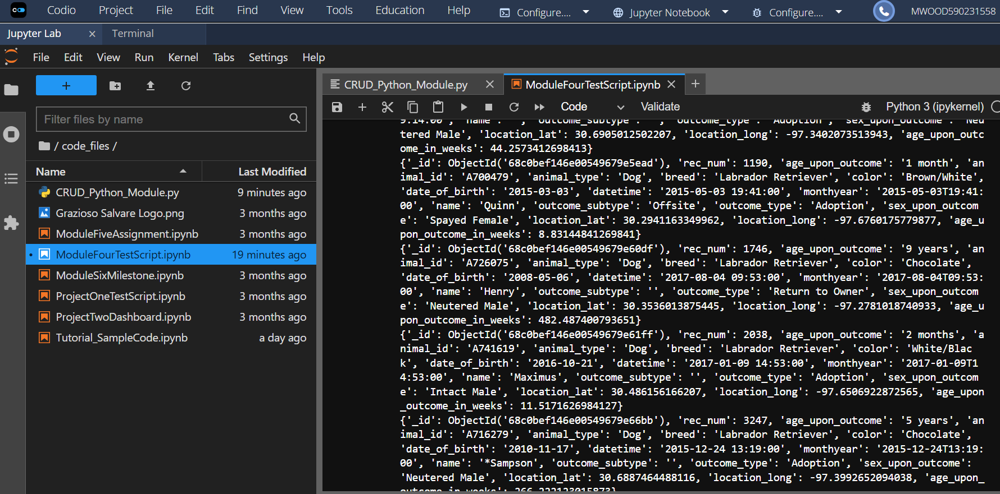 Codio Project File Edit Find View Tools Education Help Configure.... Jupyter Notebook Configure.... MWOOD590231558
Jupyter Lab Terminal
File Edit View Run Kernel Tabs Settings Help
CRUD_Python_Module.py ModuleFourTestScript.ipynb
Code Validate Python 3 (ipykernel)
Filter files by name
/ code_files /
Name Last Modified
CRUD_Python_Module.py 9 minutes ago
Grazioso Salvare Logo.png 3 months ago
ModuleFiveAssignment.ipynb 3 months ago
ModuleFourTestScript.ipynb 19 minutes ago
ModuleSixMilestone.ipynb 3 months ago
ProjectOneTestScript.ipynb 3 months ago
ProjectTwoDashboard.ipynb 3 months ago
Tutorial_SampleCode.ipynb a day ago
9:14:00', 'name': '', 'outcome_subtype': '', 'outcome_type': 'Adoption', 'sex_upon_outcome': 'Neu
tered Male', 'location_lat': 30.6905012502207, 'location_long': -97.3402073513943, 'age_upon_outc
ome_in_weeks': 44.2573412698413}
{'_id': ObjectId('68c0bef146e00549679e5ead'), 'rec_num': 1190, 'age_upon_outcome': '1 month', 'an
imal_id': 'A700479', 'animal_type': 'Dog', 'breed': 'Labrador Retriever', 'color': 'Brown/White',
'date_of_birth': '2015-03-03', 'datetime': '2015-05-03 19:41:00', 'monthyear': '2015-05-03T19:41:
00', 'name': 'Quinn', 'outcome_subtype': 'Offsite', 'outcome_type': 'Adoption', 'sex_upon_outcom
e': 'Spayed Female', 'location_lat': 30.2941163349962, 'location_long': -97.6760175779877, 'age_u
pon_outcome_in_weeks': 8.83144841269841}
{'_id': ObjectId('68c0bef146e00549679e60df'), 'rec_num': 1746, 'age_upon_outcome': '9 years', 'an
imal_id': 'A726075', 'animal_type': 'Dog', 'breed': 'Labrador Retriever', 'color': 'Chocolate',
'date_of_birth': '2008-05-06', 'datetime': '2017-08-04 09:53:00', 'monthyear': '2017-08-04T09:53:
00', 'name': 'Henry', 'outcome_subtype': '', 'outcome_type': 'Return to Owner', 'sex_upon_outcom
e': 'Neutered Male', 'location_lat': 30.3536013875445, 'location_long': -97.2781018740933, 'age_u
pon_outcome_in_weeks': 482.487400793651}
{'_id': ObjectId('68c0bef146e00549679e61ff'), 'rec_num': 2038, 'age_upon_outcome': '2 months', 'a
nimal_id': 'A741619', 'animal_type': 'Dog', 'breed': 'Labrador Retriever', 'color': 'White/Blac
k', 'date_of_birth': '2016-10-21', 'datetime': '2017-01-09 14:53:00', 'monthyear': '2017-01-09T1
4:53:00', 'name': 'Maximus', 'outcome_subtype': '', 'outcome_type': 'Adoption', 'sex_upon_outcom
e': 'Intact Male', 'location_lat': 30.486156166207, 'location_long': -97.6506922872565, 'age_upon
_outcome_in_weeks': 11.5171626984127}
{'_id': ObjectId('68c0bef146e00549679e66bb'), 'rec_num': 3247, 'age_upon_outcome': '5 years', 'an
imal_id': 'A716279', 'animal_type': 'Dog', 'breed': 'Labrador Retriever', 'color': 'Chocolate',
'date_of_birth': '2010-11-17', 'datetime': '2015-12-24 13:19:00', 'monthyear': '2015-12-24T13:19:
00', 'name': '*Sampson', 'outcome_subtype': '', 'outcome_type': 'Adoption', 'sex_upon_outcome':
'Neutered Male', 'location_lat': 30.6887464488116, 'location_long': -97.3992652094038, 'age_upon_
outcome_in_weeks': 266.222123015873}